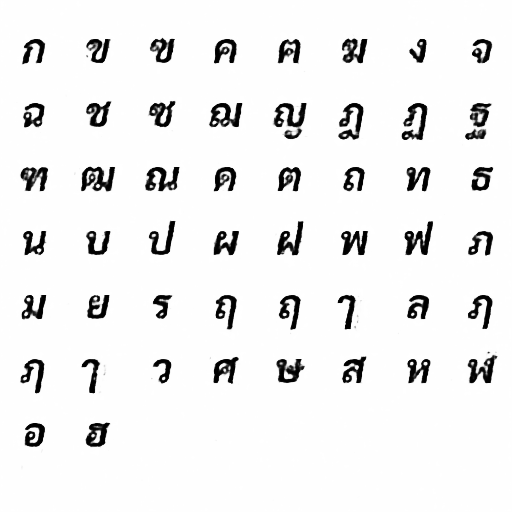 ก ข ฃ ค ฅ ฆ ง จ
ฉ ช ซ ฌ ญ ฎ ฏ ฐ
ฑ ฒ ณ ด ต ถ ท ธ
น บ ป ผ ฝ พ ฟ ภ
ม ย ร ฤ ฤ ๅ ล ฦ
ฦ ๅ ว ศ ษ ส ห ฬ
อ ฮ